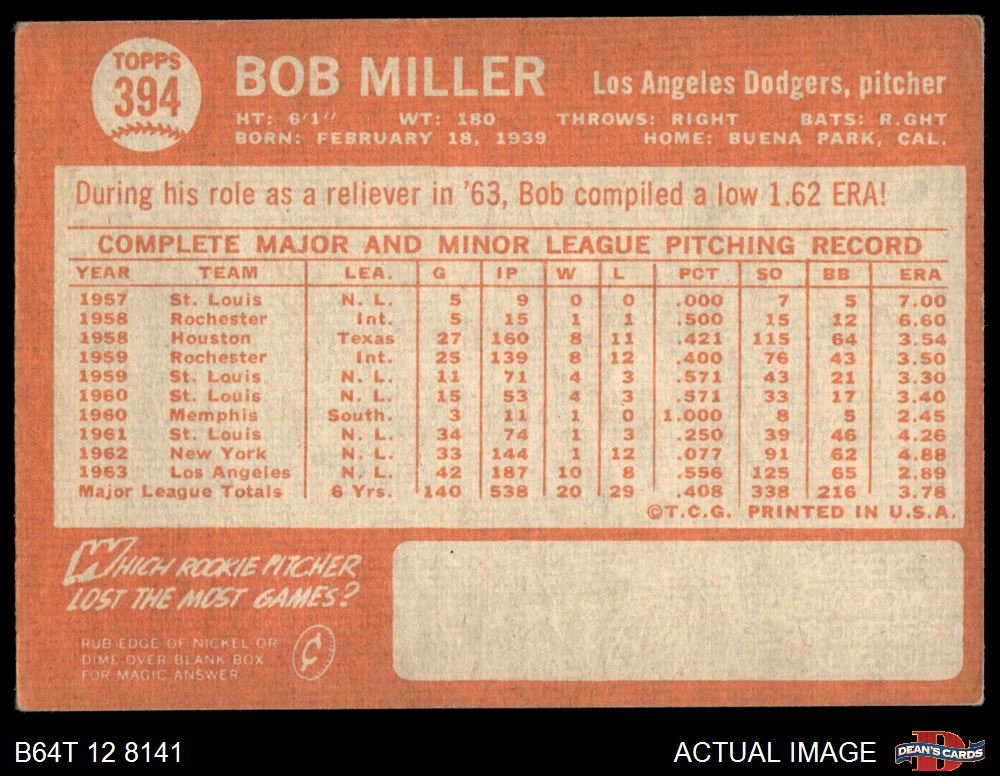 TOPPS
394
BOB MILLER
Los Angeles Dodgers, pitcher
HT: 6'1" WT: 180 THROWS: RIGHT BATS: R.GHT
BORN: FEBRUARY 18, 1939 HOME: BUENA PARK, CAL.
During his role as a reliever in '63, Bob compiled a low 1.62 ERA!
COMPLETE MAJOR AND MINOR LEAGUE PITCHING RECORD
YEAR TEAM LEA. G IP W L PCT SO BB ERA
1957 St. Louis N. L. 5 9 0 0 .000 7 5 7.00
1958 Rochester Int. 5 15 1 1 .500 15 12 6.60
1958 Houston Texas 27 160 8 11 .421 115 64 3.54
1959 Rochester Int. 25 139 8 12 .400 76 43 3.50
1959 St. Louis N. L. 11 71 4 3 .571 43 21 3.30
1960 St. Louis N. L. 15 53 4 3 .571 33 17 3.40
1960 Memphis South. 3 11 1 0 1.000 8 5 2.45
1961 St. Louis N. L. 34 74 1 3 .250 39 46 4.26
1962 New York N. L. 33 144 1 12 .077 91 62 4.88
1963 Los Angeles N. L. 42 187 10 8 .556 125 65 2.89
Major League Totals 6 Yrs. 140 538 20 29 .408 338 216 3.78
©T.C.G. PRINTED IN U.S.A.
WHICH ROOKIE PITCHER
LOST THE MOST GAMES?
RUB EDGE OF NICKEL OR
DIME OVER BLANK BOX
FOR MAGIC ANSWER
¢
B64T 12 8141
ACTUAL IMAGE
D
DEAN'S CARDS